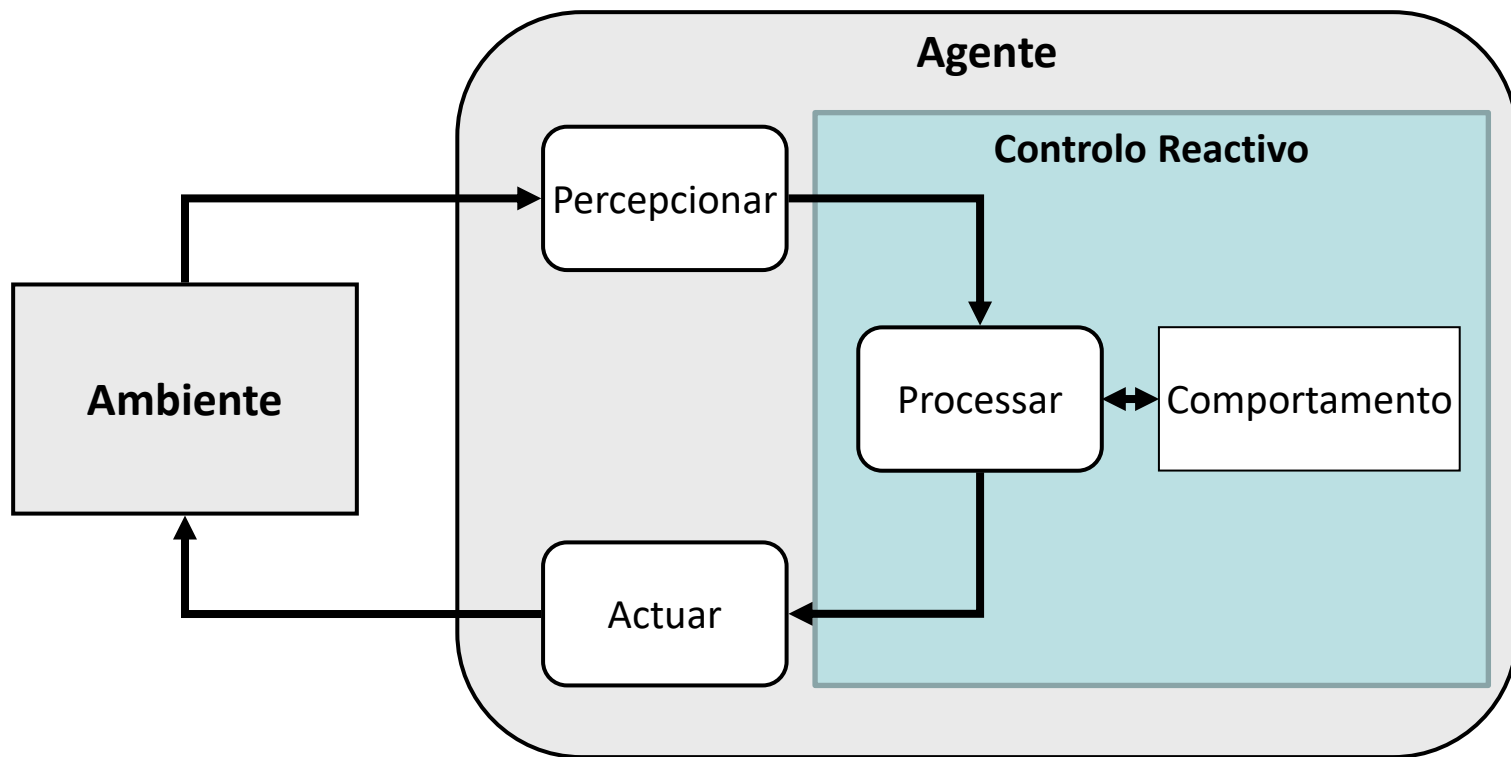 Agente
Controlo Reactivo
Percepcionar
Ambiente
Processar
Comportamento
Actuar